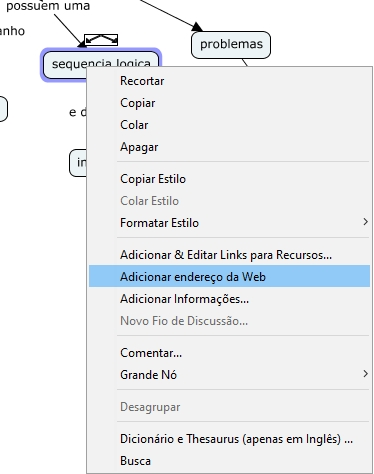 possuem uma
anho
problemas
sequencia logica
e d
in
Recortar
Copiar
Colar
Apagar
Copiar Estilo
Colar Estilo
Formatar Estilo
Adicionar & Editar Links para Recursos...
Adicionar endereço da Web
Adicionar Informações...
Novo Fio de Discussão...
Comentar...
Grande Nó
Desagrupar
Dicionário e Thesaurus (apenas em Inglês) ...
Busca